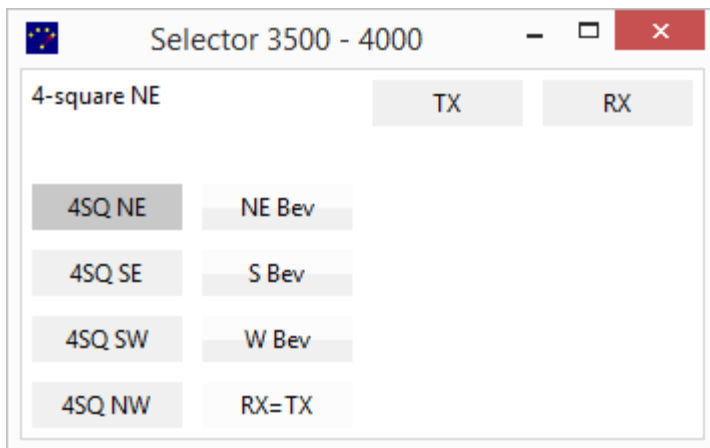 Selector 3500 - 4000
4-square NE TX RX
4SQ NE NE Bev
4SQ SE S Bev
4SQ SW W Bev
4SQ NW RX=TX